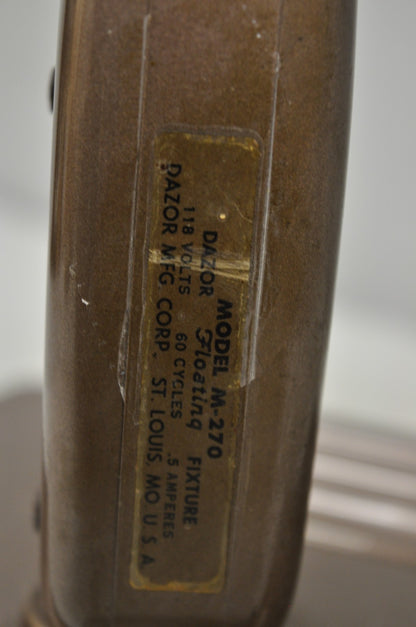 MODEL M-270
DAZOR Floating FIXTURE
118 VOLTS 60 CYCLES .5 AMPERES
DAZOR MFG CORP. ST. LOUIS, MO. U. S. A.